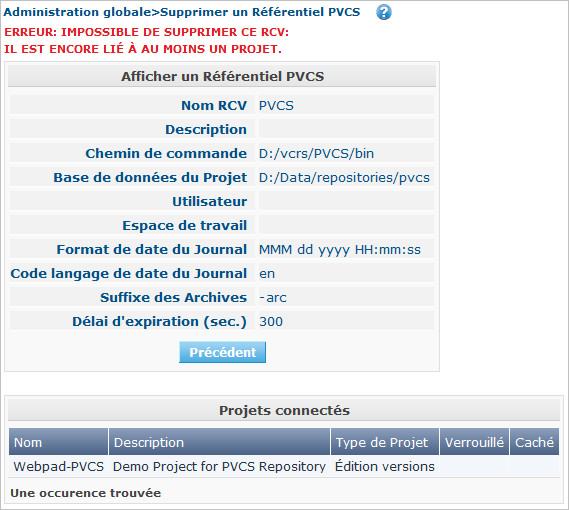 Administration globale>Supprimer un Référentiel PVCS ?
ERREUR: IMPOSSIBLE DE SUPPRIMER CE RCV:
IL EST ENCORE LIÉ À AU MOINS UN PROJET.
Afficher un Référentiel PVCS
Nom RCV PVCS
Description
Chemin de commande D:/vcrs/PVCS/bin
Base de données du Projet D:/Data/repositories/pvcs
Utilisateur
Espace de travail
Format de date du Journal MMM dd yyyy HH:mm:ss
Code langage de date du Journal en
Suffixe des Archives -arc
Délai d'expiration (sec.) 300
Précédent
Projets connectés
Nom Description Type de Projet Verrouillé Caché
Webpad-PVCS Demo Project for PVCS Repository Édition versions
Une occurence trouvée